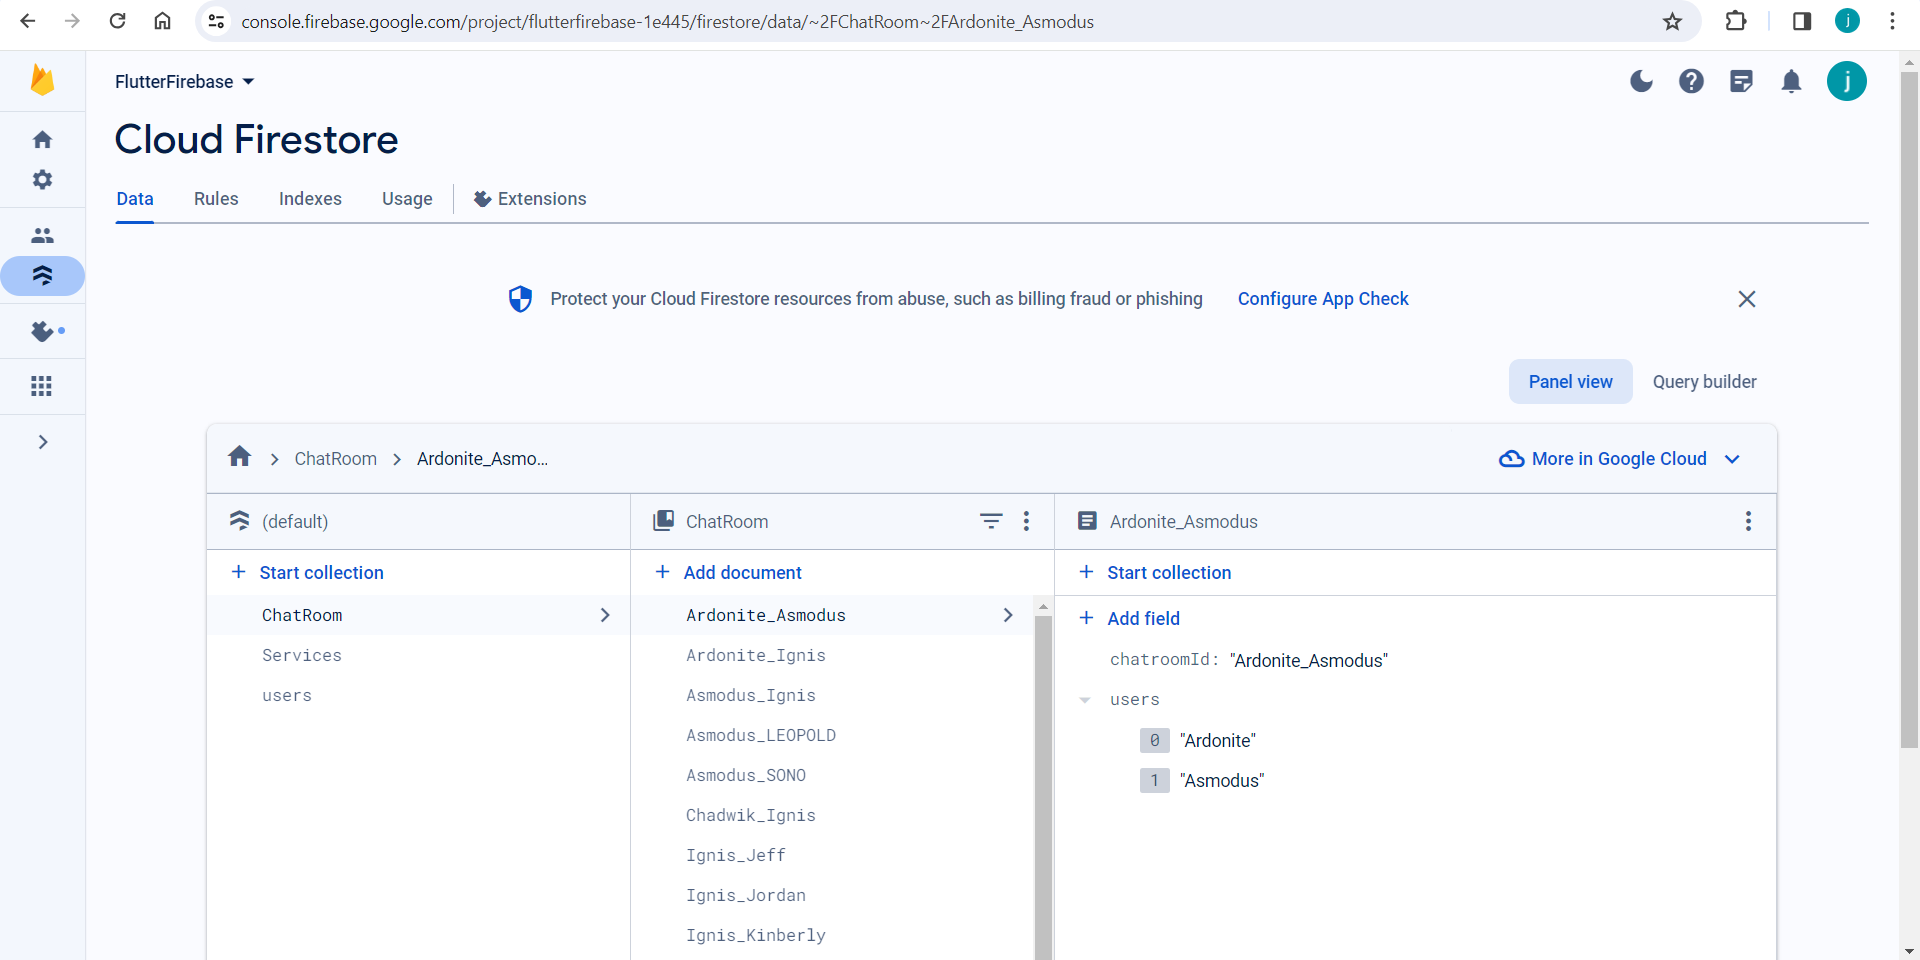 console.firebase.google.com/project/flutterfirebase-1e445/firestore/data/~2FChatRoom~2FArdonite_Asmodus
j
FlutterFirebase
j
Cloud Firestore
Data Rules Indexes Usage Extensions
Protect your Cloud Firestore resources from abuse, such as billing fraud or phishing Configure App Check
Panel view Query builder
ChatRoom Ardonite_Asmo...
More in Google Cloud
(default)
+ Start collection
ChatRoom
Services
users
ChatRoom
+ Add document
Ardonite_Asmodus
Ardonite_Ignis
Asmodus_Ignis
Asmodus_LEOPOLD
Asmodus_SONO
Chadwik_Ignis
Ignis_Jeff
Ignis_Jordan
Ignis_Kinberly
Ardonite_Asmodus
+ Start collection
+ Add field
chatroomId: "Ardonite_Asmodus"
users
0 "Ardonite"
1 "Asmodus"